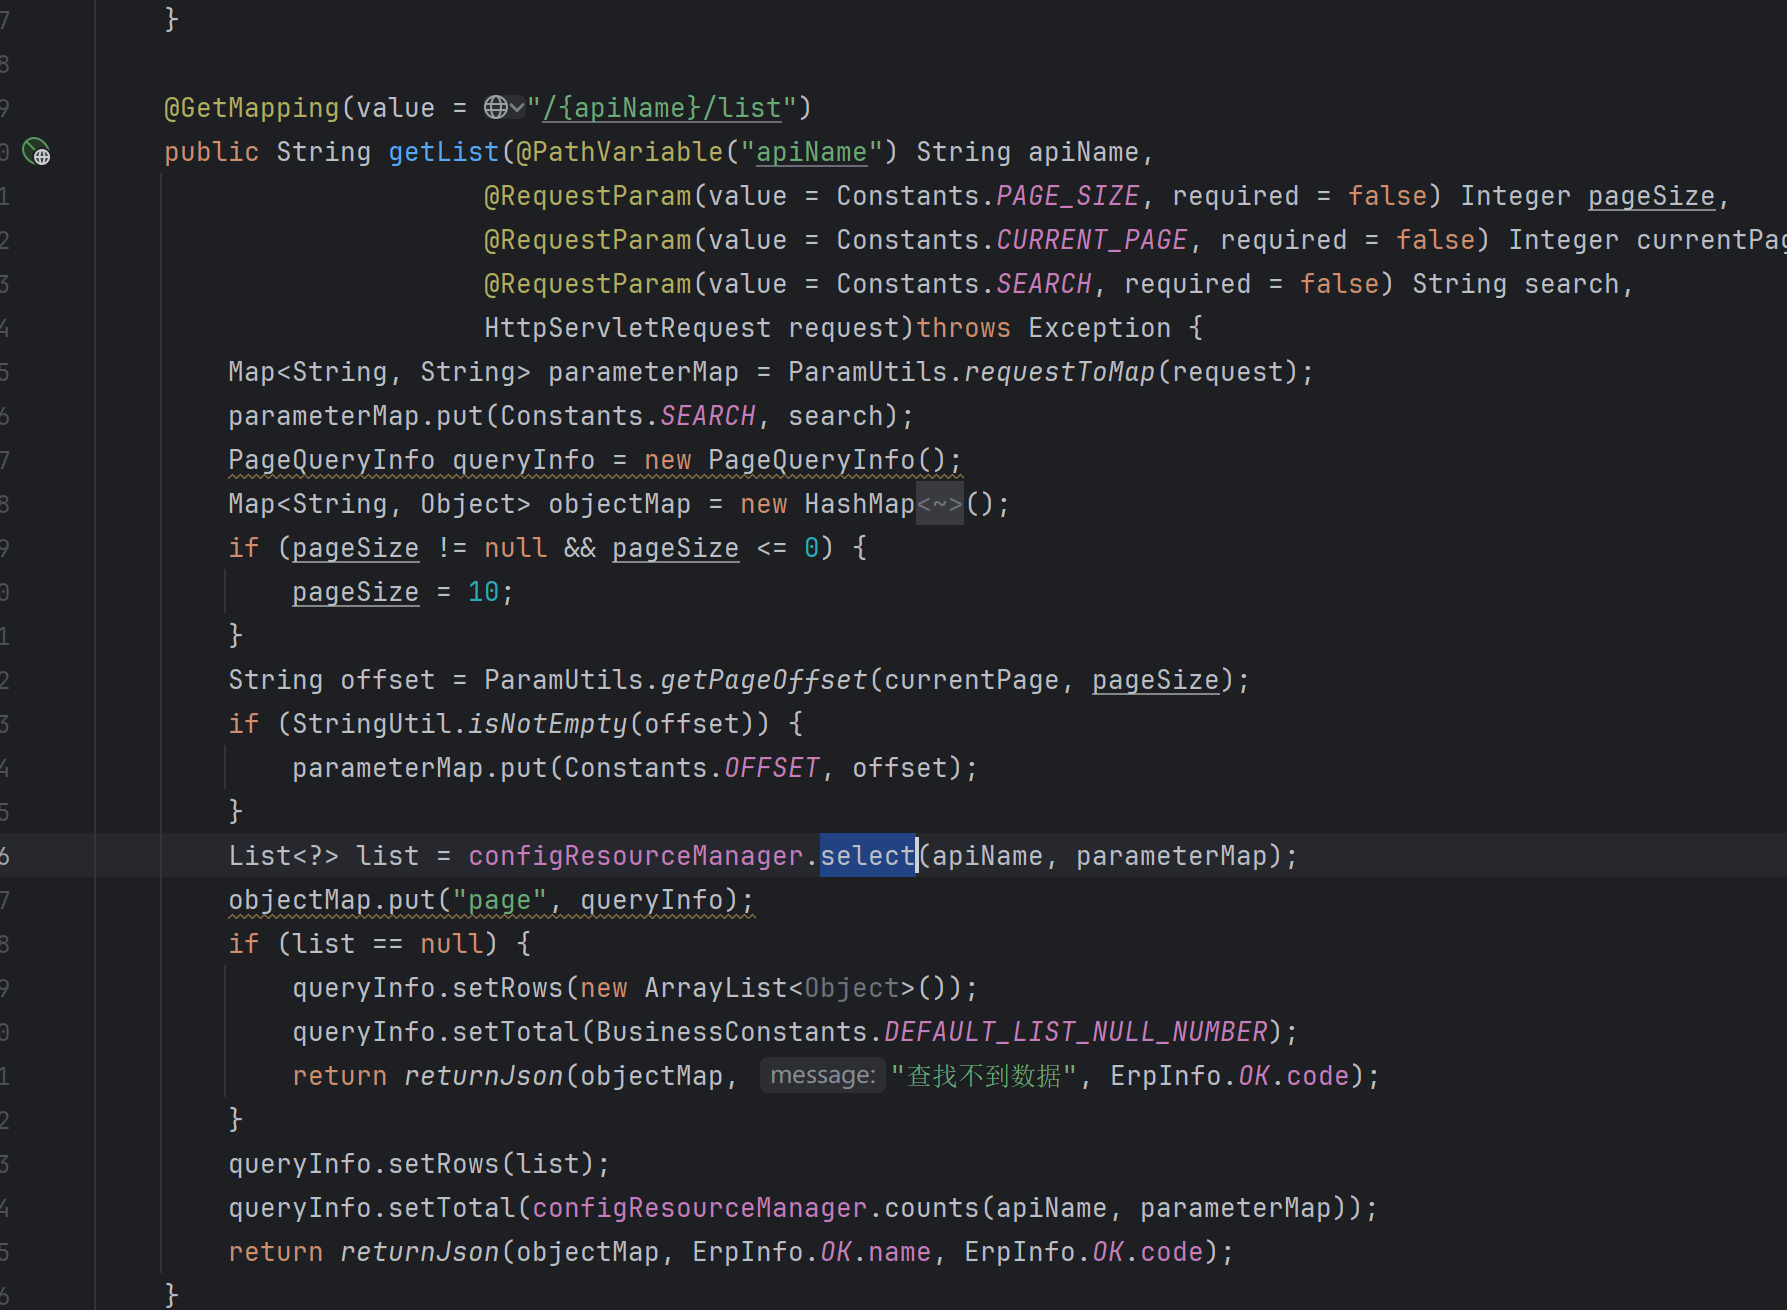 7 }
8
9 @GetMapping(value = "/{apiName}/list")
0 public String getList(@PathVariable("apiName") String apiName,
1 @RequestParam(value = Constants.PAGE_SIZE, required = false) Integer pageSize,
2 @RequestParam(value = Constants.CURRENT_PAGE, required = false) Integer currentPag
3 @RequestParam(value = Constants.SEARCH, required = false) String search,
4 HttpServletRequest request)throws Exception {
5 Map<String, String> parameterMap = ParamUtils.requestToMap(request);
6 parameterMap.put(Constants.SEARCH, search);
7 PageQueryInfo queryInfo = new PageQueryInfo();
8 Map<String, Object> objectMap = new HashMap<~>();
9 if (pageSize != null && pageSize <= 0) {
0 pageSize = 10;
1 }
2 String offset = ParamUtils.getPageOffset(currentPage, pageSize);
3 if (StringUtil.isNotEmpty(offset)) {
4 parameterMap.put(Constants.OFFSET, offset);
5 }
6 List<?> list = configResourceManager.select(apiName, parameterMap);
7 objectMap.put("page", queryInfo);
8 if (list == null) {
9 queryInfo.setRows(new ArrayList<Object>());
0 queryInfo.setTotal(BusinessConstants.DEFAULT_LIST_NULL_NUMBER);
1 return returnJson(objectMap, message: "查找不到数据", ErpInfo.OK.code);
2 }
3 queryInfo.setRows(list);
4 queryInfo.setTotal(configResourceManager.counts(apiName, parameterMap));
5 return returnJson(objectMap, ErpInfo.OK.name, ErpInfo.OK.code);
6 }